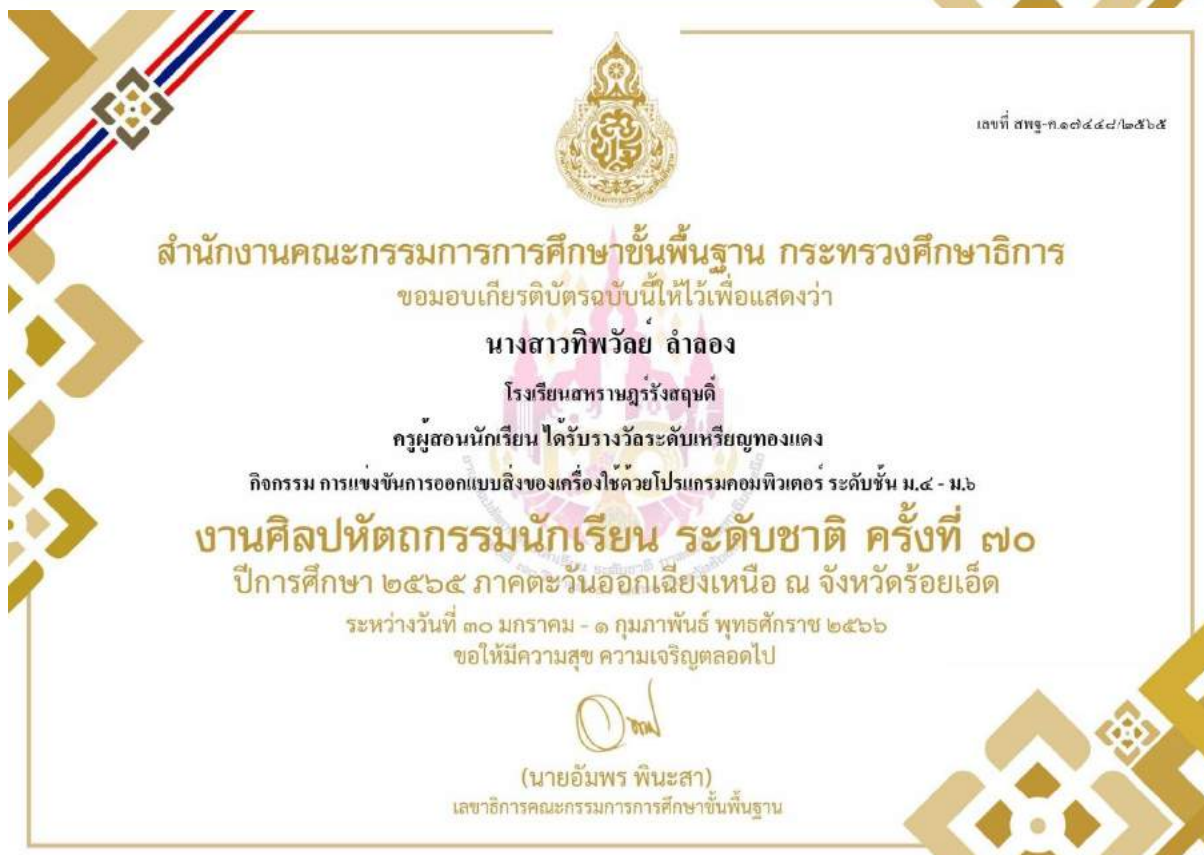 เลขที่ สพฐ-ค.๑๗๔๔๘/๒๕๖๕
สำนักงานคณะกรรมการการศึกษาขั้นพื้นฐาน กระทรวงศึกษาธิการ
ขอมอบเกียรติบัตรฉบับนี้ให้ไว้เพื่อแสดงว่า
นางสาวทิพวัลย์ ลำลอง
โรงเรียนสหราษฎร์รังสฤษดิ์
ครูผู้สอนนักเรียน ได้รับรางวัลระดับเหรียญทองแดง
กิจกรรม การแข่งขันการออกแบบสิ่งของเครื่องใช้ด้วยโปรแกรมคอมพิวเตอร์ ระดับชั้น ม.๔ - ม.๖
งานศิลปหัตถกรรมนักเรียน ระดับชาติ ครั้งที่ ๗๐
ปีการศึกษา ๒๕๖๕ ภาคตะวันออกเฉียงเหนือ ณ จังหวัดร้อยเอ็ด
ระหว่างวันที่ ๓๐ มกราคม - ๑ กุมภาพันธ์ พุทธศักราช ๒๕๖๖
ขอให้มีความสุข ความเจริญตลอดไป
(นายอัมพร พินะสา)
เลขาธิการคณะกรรมการการศึกษาขั้นพื้นฐาน